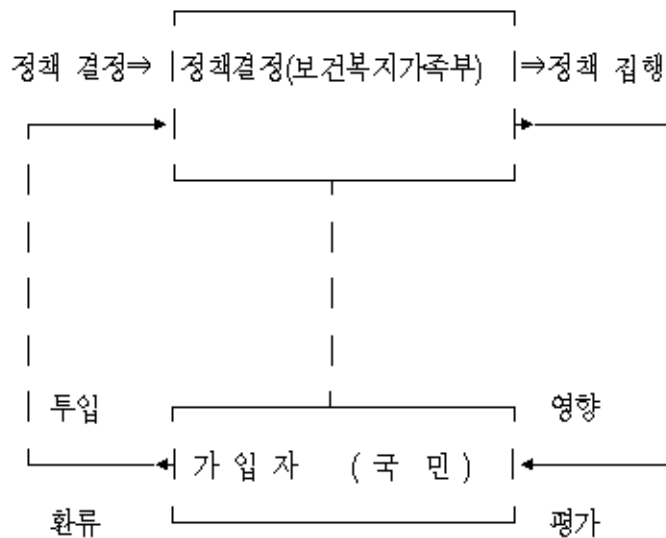 정책 결정⇒ 정책결정(보건복지가족부) ⇒정책 집행
투입 영향
가 입 자 ( 국 민 )
환류 평가